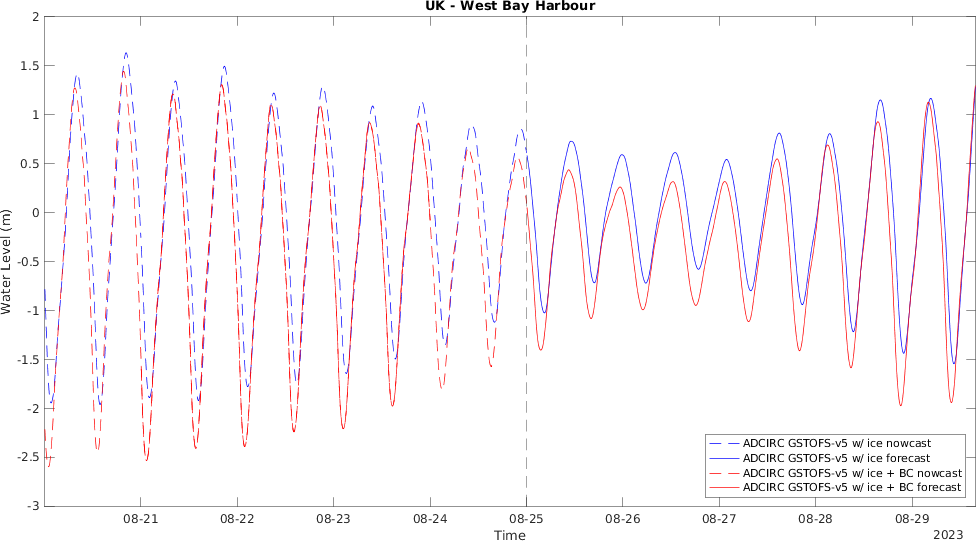 UK - West Bay Harbour
2
1.5
1
0.5
0
-0.5
-1
-1.5
-2
-2.5
-3
Water Level (m)
ADCIRC GSTOFS-v5 w/ ice nowcast
ADCIRC GSTOFS-v5 w/ ice forecast
ADCIRC GSTOFS-v5 w/ ice + BC nowcast
ADCIRC GSTOFS-v5 w/ ice + BC forecast
08-21 08-22 08-23 08-24 08-25 08-26 08-27 08-28 08-29
Time
2023